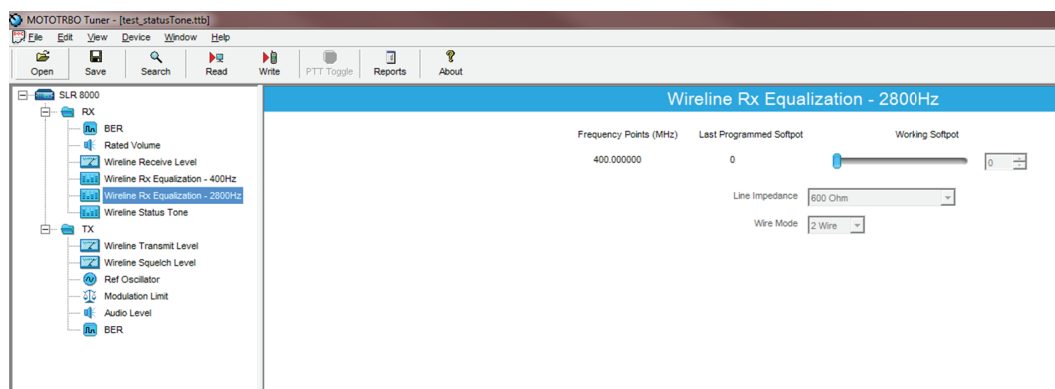 MOTOTRBO Tuner - [test_statusTone.ttb]
File Edit View Device Window Help
Open Save Search Read Write PTT Toggle Reports About
SLR 8000
RX
BER
Rated Volume
Wireline Receive Level
Wireline Rx Equalization - 400Hz
Wireline Rx Equalization - 2800Hz
Wireline Status Tone
TX
Wireline Transmit Level
Wireline Squelch Level
Ref Oscillator
Modulation Limit
Audio Level
BER
Wireline Rx Equalization - 2800Hz
Frequency Points (MHz) Last Programmed Softpot Working Softpot
400.000000 0 0
Line Impedance 600 Ohm
Wire Mode 2 Wire